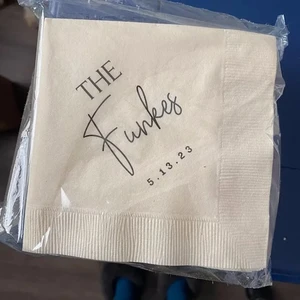 THE
Funkes
5.13.23